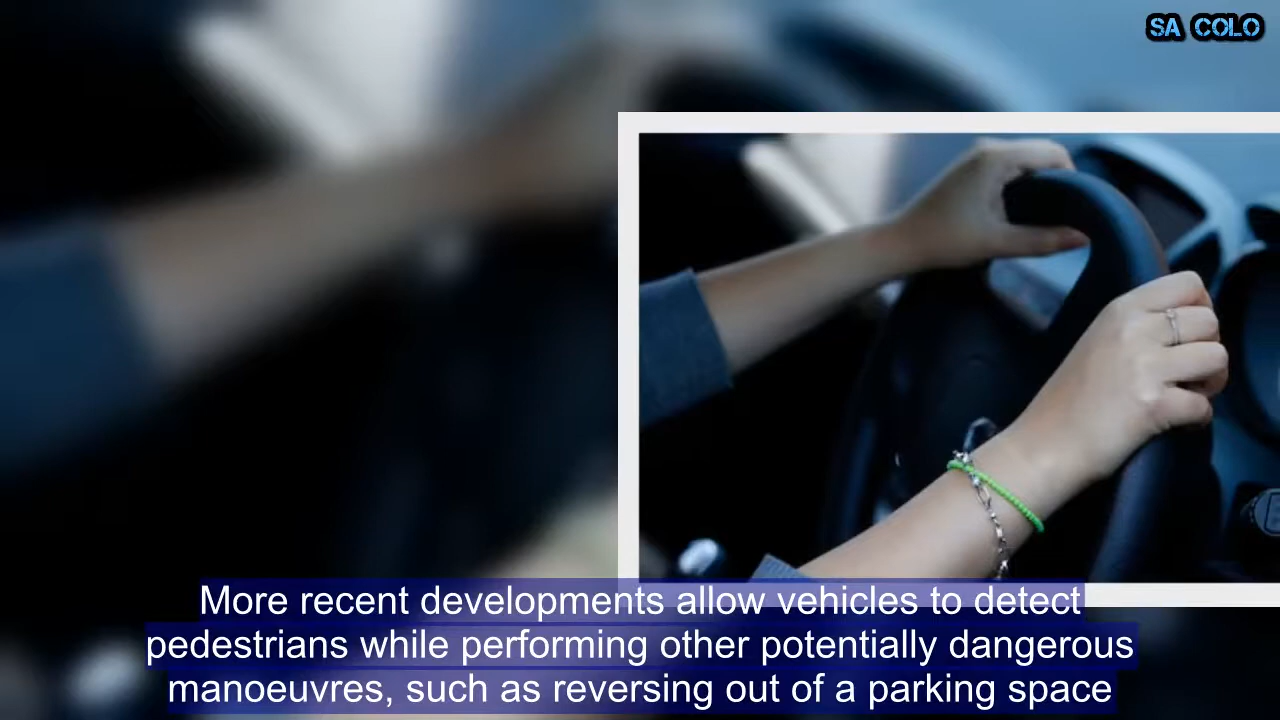 SA COLO
More recent developments allow vehicles to detect
pedestrians while performing other potentially dangerous
manoeuvres, such as reversing out of a parking space